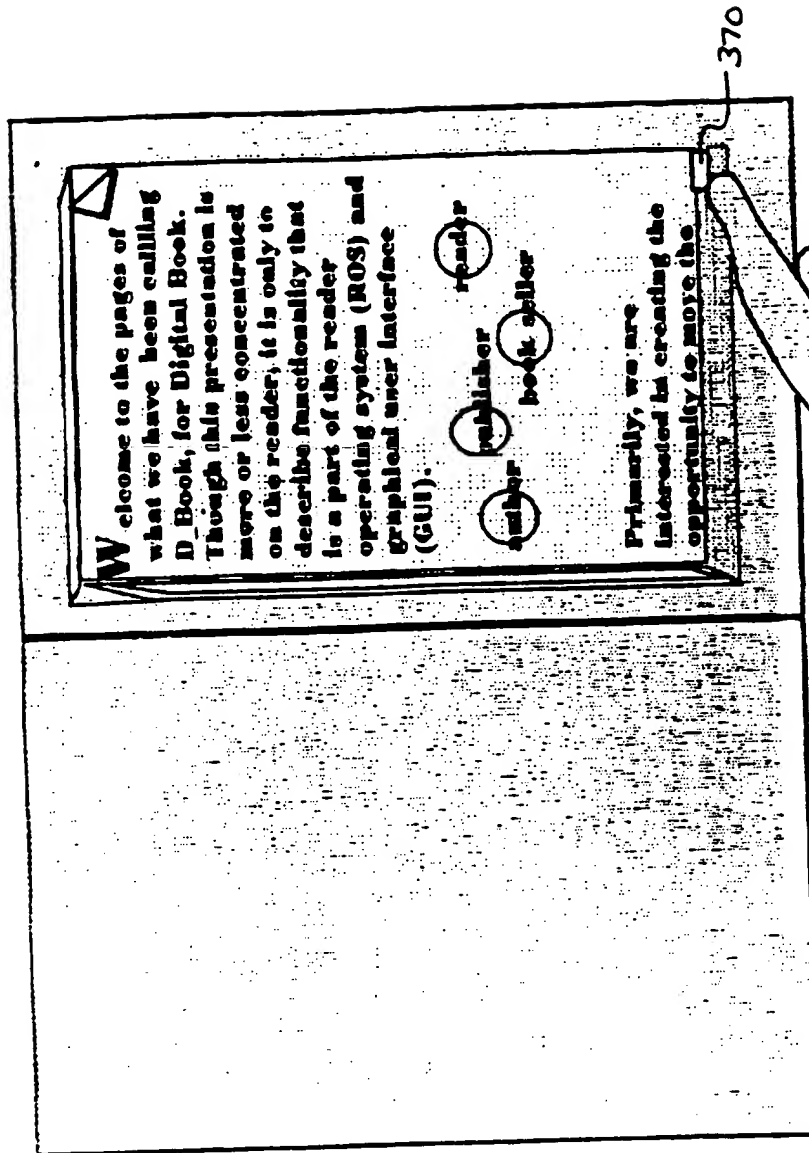 Welcome to the pages of
what we have been callling
D_Book, for Digital Book.
Though this presentation is
more or less concentrated
on the reader, it is only to
describe functionality that
is a part of the reader
operating system (ROS) and
graphical user interface
(GUI).
author publisher book seller reader
Primarily, we are
interested in creating the
opportunity to move the
370